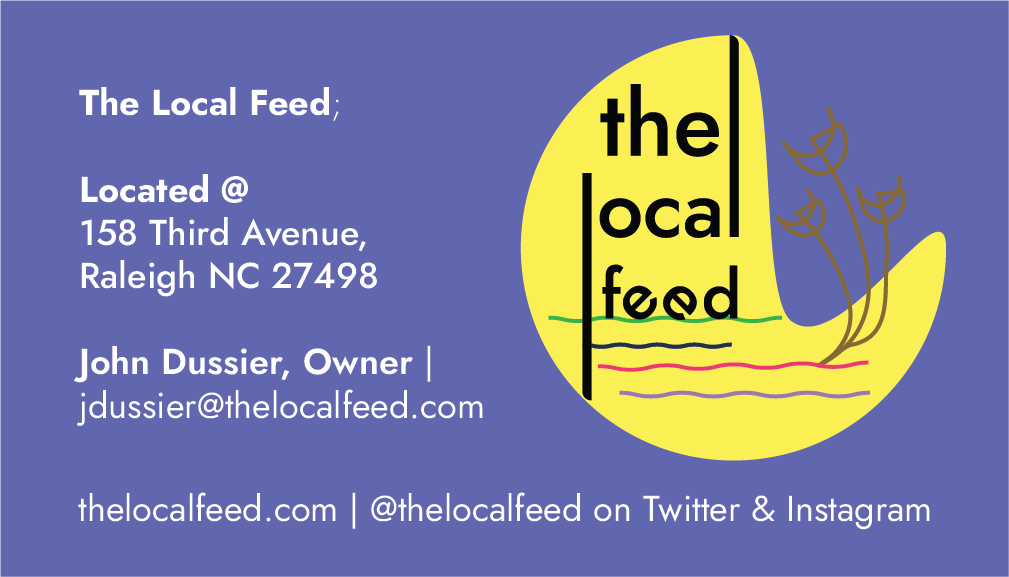 The Local Feed;
Located @
158 Third Avenue,
Raleigh NC 27498
John Dussier, Owner |
jdussier@thelocalfeed.com
thelocalfeed.com | @thelocalfeed on Twitter & Instagram
the
local
feed